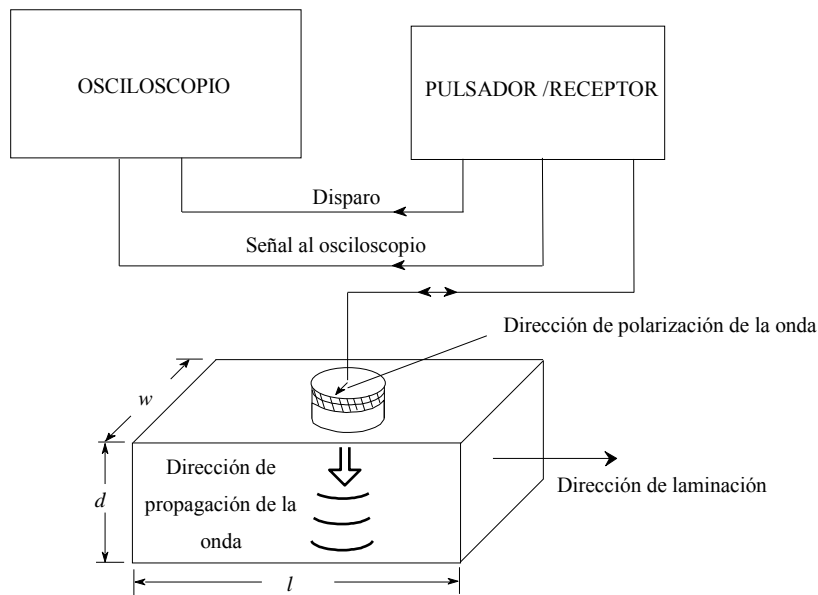 OSCILOSCOPIO
PULSADOR /RECEPTOR
Disparo
Señal al osciloscopio
Dirección de polarización de la onda
w
d
Dirección de
propagación de la
onda
Dirección de laminación
l